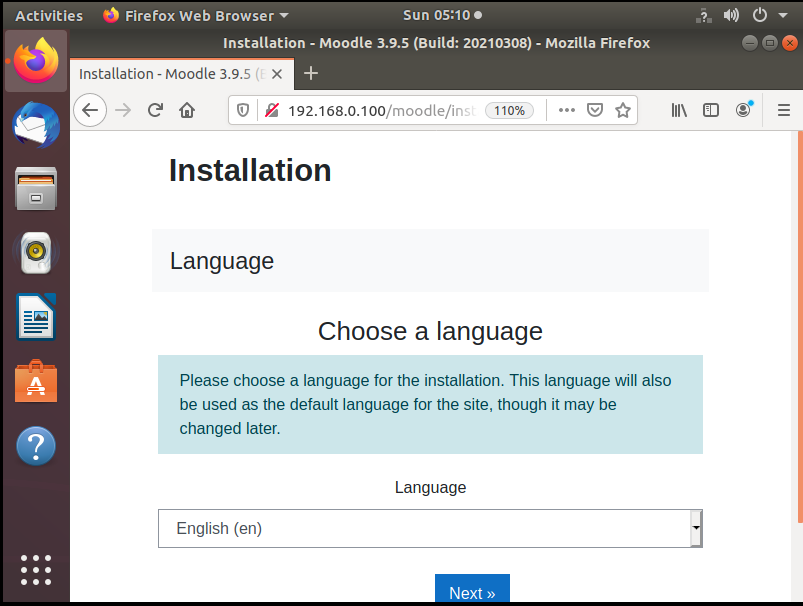 Activities
Firefox Web Browser
Sun 05:10
Installation - Moodle 3.9.5 (Build: 20210308) - Mozilla Firefox
Installation - Moodle 3.9.5 (
192.168.0.100/moodle/inst
110%
Installation
Language
Choose a language
Please choose a language for the installation. This language will also
be used as the default language for the site, though it may be
changed later.
Language
English (en)
Next »